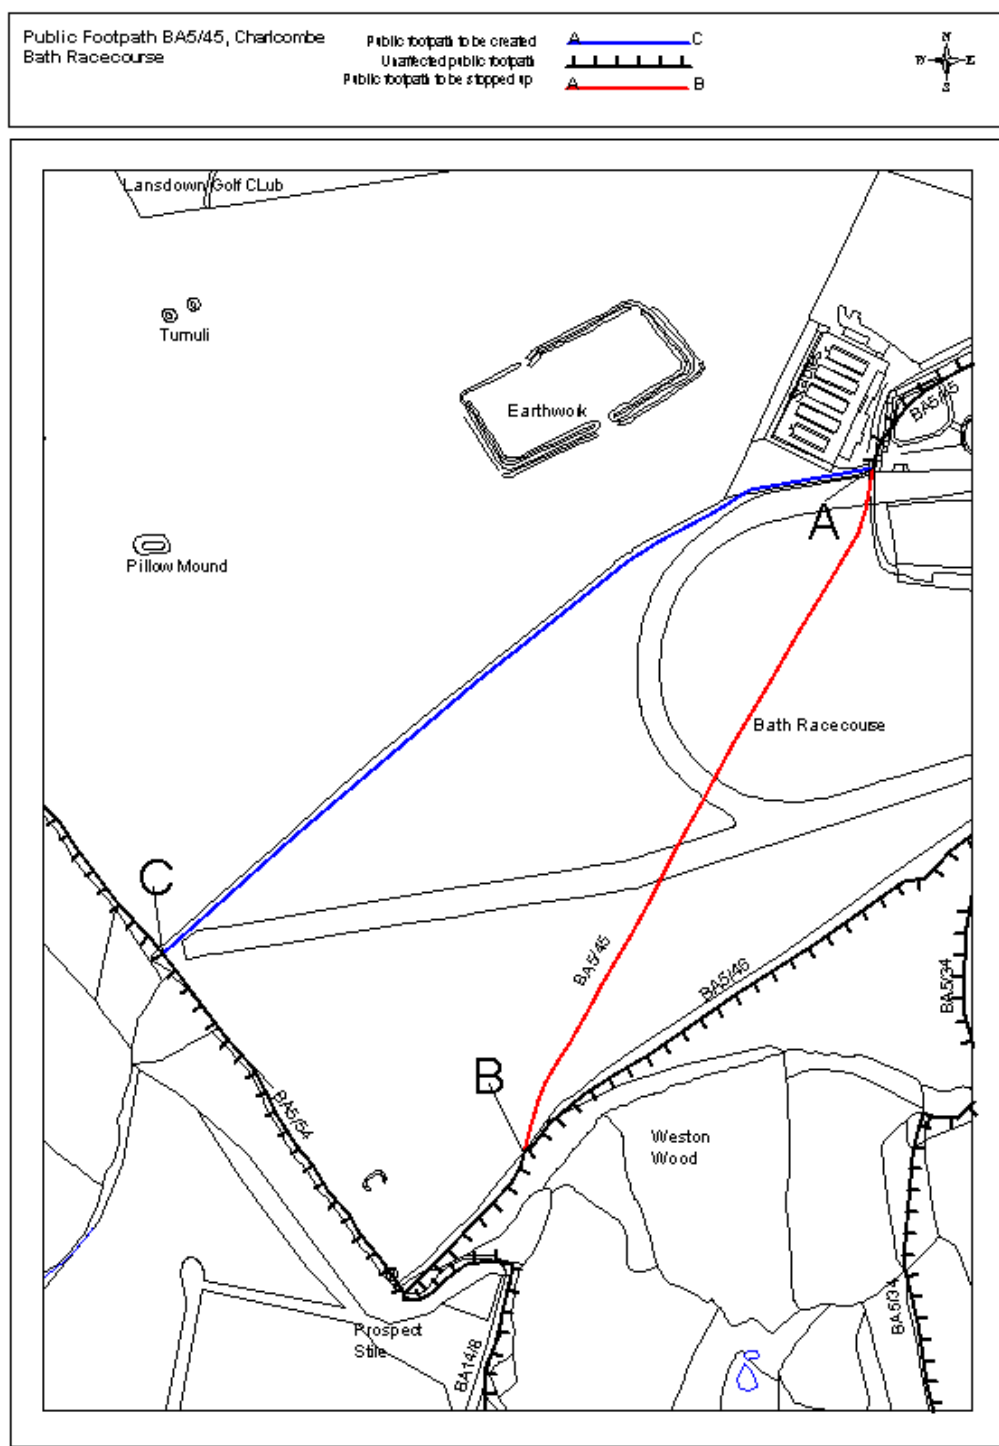 Public Footpath BA5/45, Charlcombe
Bath Racecourse
Public footpath to be created
A C
Unaffected public footpath
Public footpath to be stopped up
A B
N
W E
S
Lansdown Golf CLub
Tumuli
Earthwork
BA5/45
A
Pillow Mound
Bath Racecourse
C
BA5/45
BA5/46
BA5/34
B
BA5/54
Weston
Wood
BA5/34
Prospect
Stile
BA14/8